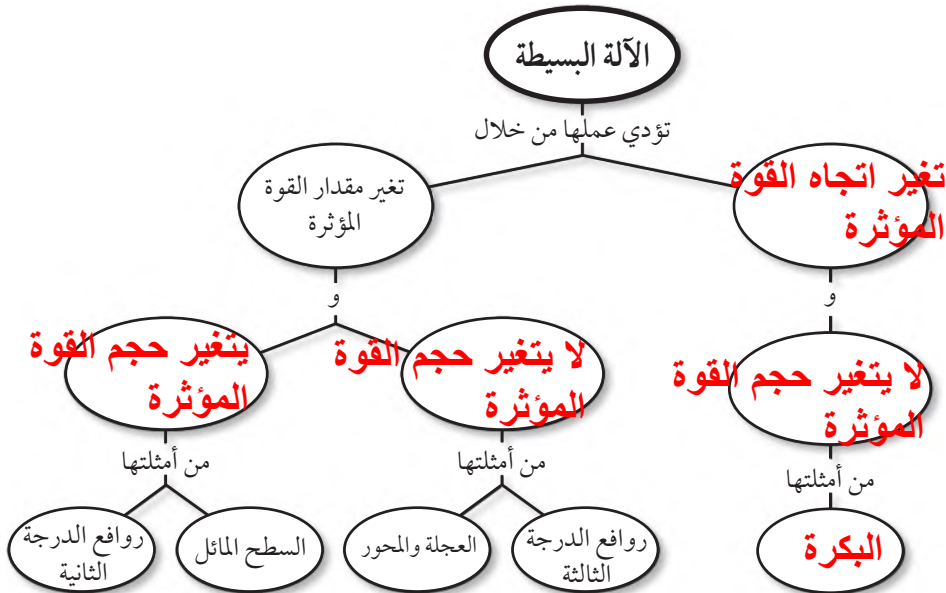 الآلة البسيطة
تؤدي عملها من خلال
تغير اتجاه القوة
المؤثرة
تغير مقدار القوة
المؤثرة
و
و
لا يتغير حجم القوة
المؤثرة
لا يتغير حجم القوة
المؤثرة
يتغير حجم القوة
المؤثرة
من أمثلتها
من أمثلتها
من أمثلتها
البكرة
روافع الدرجة
الثالثة
العجلة والمحور
السطح المائل
روافع الدرجة
الثانية